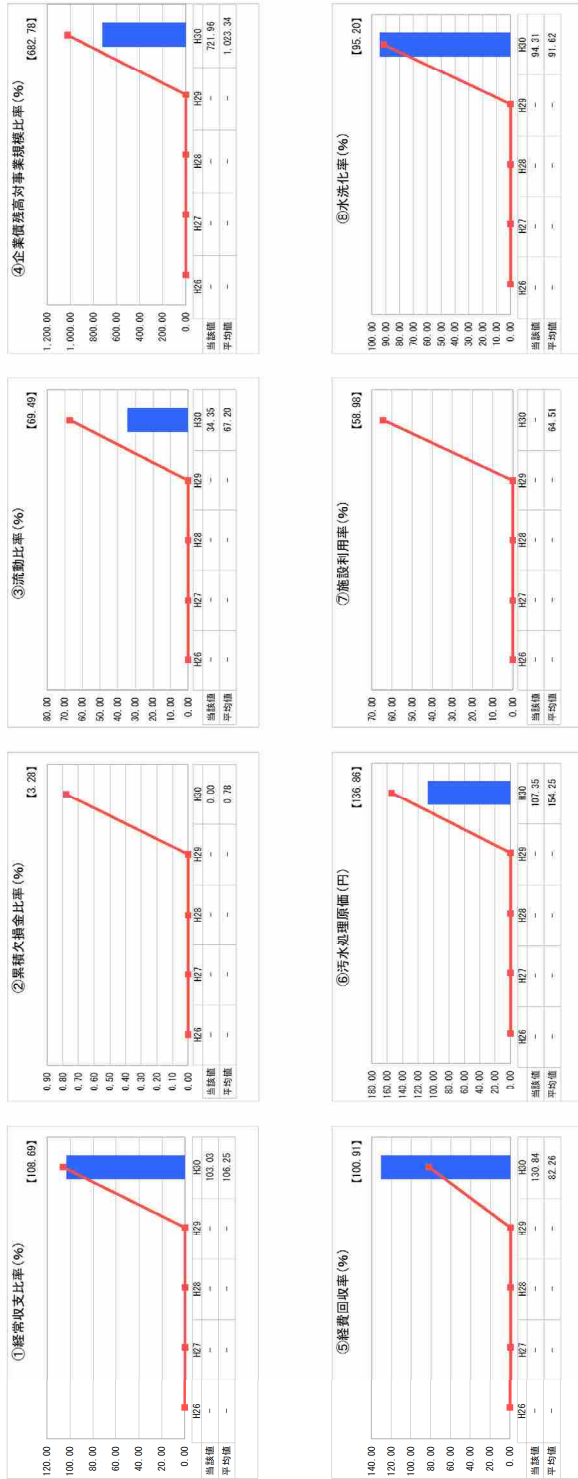 ①経常収支比率(%)
【108.69】
120.00
100.00
80.00
60.00
40.00
20.00
0.00
H26 H27 H28 H29 H30
当該値 - - - - 103.03
平均値 - - - - 106.25
②累積欠損金比率(%)
【3.28】
0.90
0.80
0.70
0.60
0.50
0.40
0.30
0.20
0.10
0.00
H26 H27 H28 H29 H30
当該値 - - - - 0.00
平均値 - - - - 0.78
③流動比率(%)
【69.49】
80.00
70.00
60.00
50.00
40.00
30.00
20.00
10.00
0.00
H26 H27 H28 H29 H30
当該値 - - - - 34.35
平均値 - - - - 67.20
④企業債残高対事業規模比率(%)
【682.78】
1,200.00
1,000.00
800.00
600.00
400.00
200.00
0.00
H26 H27 H28 H29 H30
当該値 - - - - 721.96
平均値 - - - - 1,023.34
⑤経費回収率(%)
【100.91】
140.00
120.00
100.00
80.00
60.00
40.00
20.00
0.00
H26 H27 H28 H29 H30
当該値 - - - - 130.84
平均値 - - - - 82.26
⑥汚水処理原価(円)
【136.86】
180.00
160.00
140.00
120.00
100.00
80.00
60.00
40.00
20.00
0.00
H26 H27 H28 H29 H30
当該値 - - - - 107.35
平均値 - - - - 154.25
⑦施設利用率(%)
【58.98】
70.00
60.00
50.00
40.00
30.00
20.00
10.00
0.00
H26 H27 H28 H29 H30
当該値 - - - - -
平均値 - - - - 64.51
⑧水洗化率(%)
【95.20】
100.00
90.00
80.00
70.00
60.00
50.00
40.00
30.00
20.00
10.00
0.00
H26 H27 H28 H29 H30
当該値 - - - - 94.31
平均値 - - - - 91.62